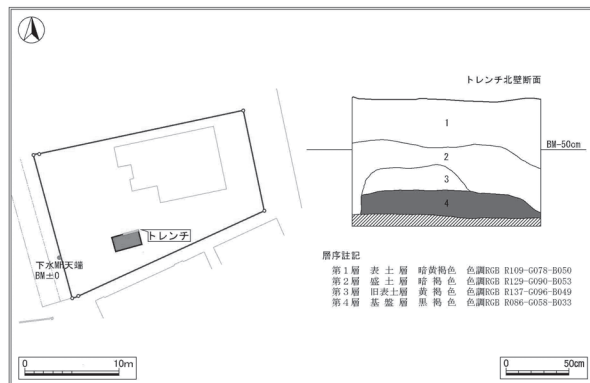 トレンチ北壁断面
1
BM-50cm
2
3
4
トレンチ
下水MH天端
BM±0
層序註記
第1層 表土層 暗黄褐色 色調RGB R109-G078-B050
第2層 盛土層 暗褐色 色調RGB R129-G090-B053
第3層 旧表土層 黄褐色 色調RGB R137-G096-B049
第4層 基盤層 黒褐色 色調RGB R086-G058-B033
0 10m
0 50cm